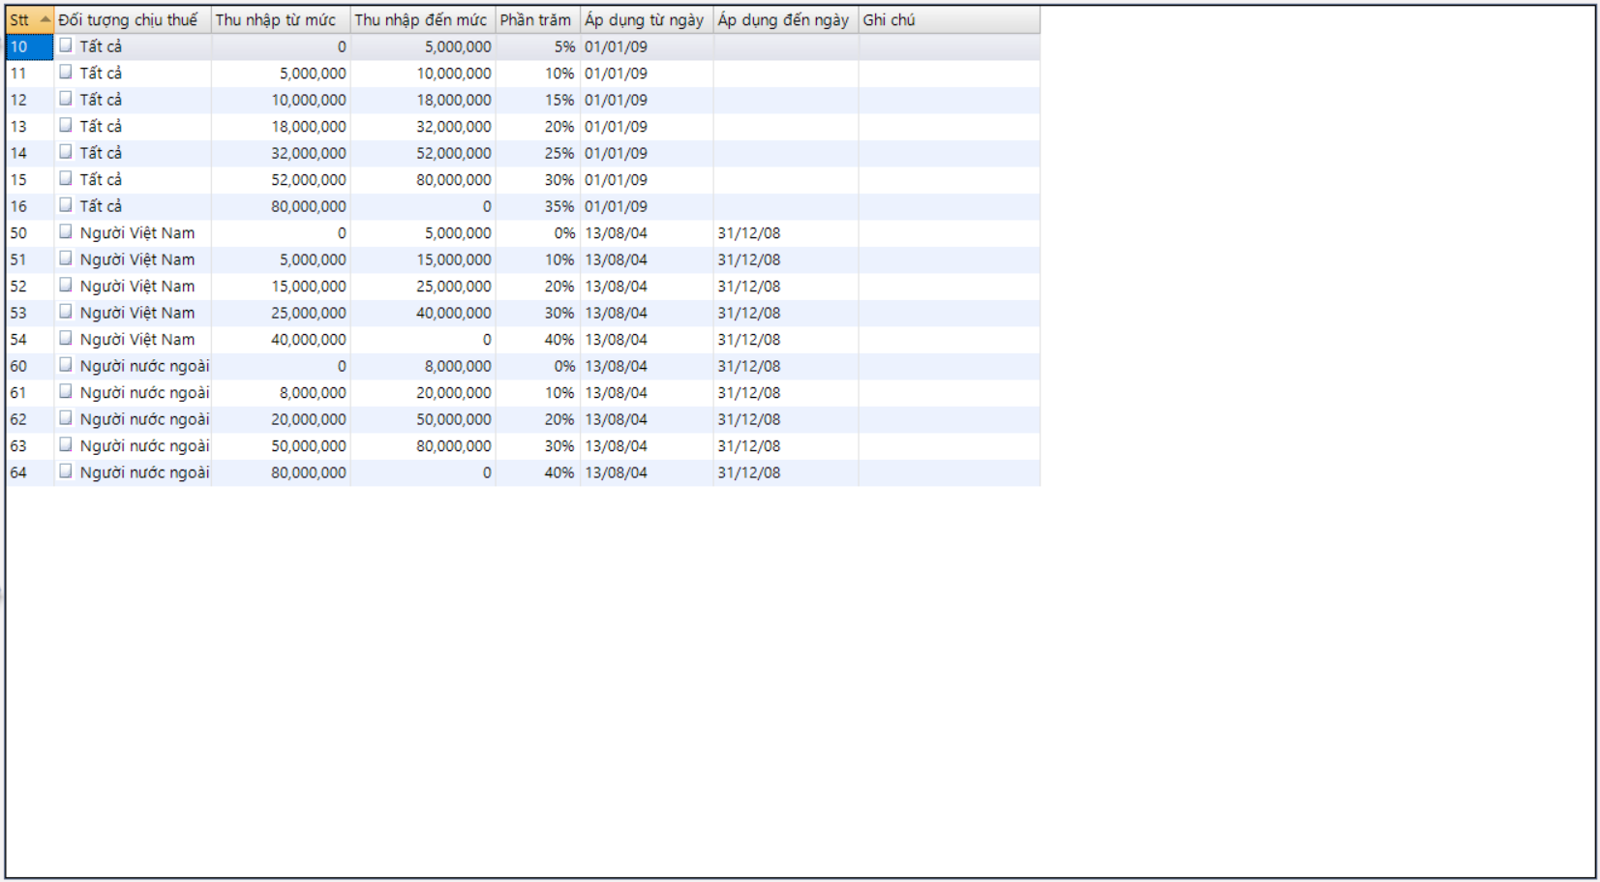 Stt Đối tượng chịu thuế Thu nhập từ mức Thu nhập đến mức Phần trăm Áp dụng từ ngày Áp dụng đến ngày Ghi chú
10 Tất cả 0 5,000,000 5% 01/01/09
11 Tất cả 5,000,000 10,000,000 10% 01/01/09
12 Tất cả 10,000,000 18,000,000 15% 01/01/09
13 Tất cả 18,000,000 32,000,000 20% 01/01/09
14 Tất cả 32,000,000 52,000,000 25% 01/01/09
15 Tất cả 52,000,000 80,000,000 30% 01/01/09
16 Tất cả 80,000,000 0 35% 01/01/09
50 Người Việt Nam 0 5,000,000 0% 13/08/04 31/12/08
51 Người Việt Nam 5,000,000 15,000,000 10% 13/08/04 31/12/08
52 Người Việt Nam 15,000,000 25,000,000 20% 13/08/04 31/12/08
53 Người Việt Nam 25,000,000 40,000,000 30% 13/08/04 31/12/08
54 Người Việt Nam 40,000,000 0 40% 13/08/04 31/12/08
60 Người nước ngoài 0 8,000,000 0% 13/08/04 31/12/08
61 Người nước ngoài 8,000,000 20,000,000 10% 13/08/04 31/12/08
62 Người nước ngoài 20,000,000 50,000,000 20% 13/08/04 31/12/08
63 Người nước ngoài 50,000,000 80,000,000 30% 13/08/04 31/12/08
64 Người nước ngoài 80,000,000 0 40% 13/08/04 31/12/08